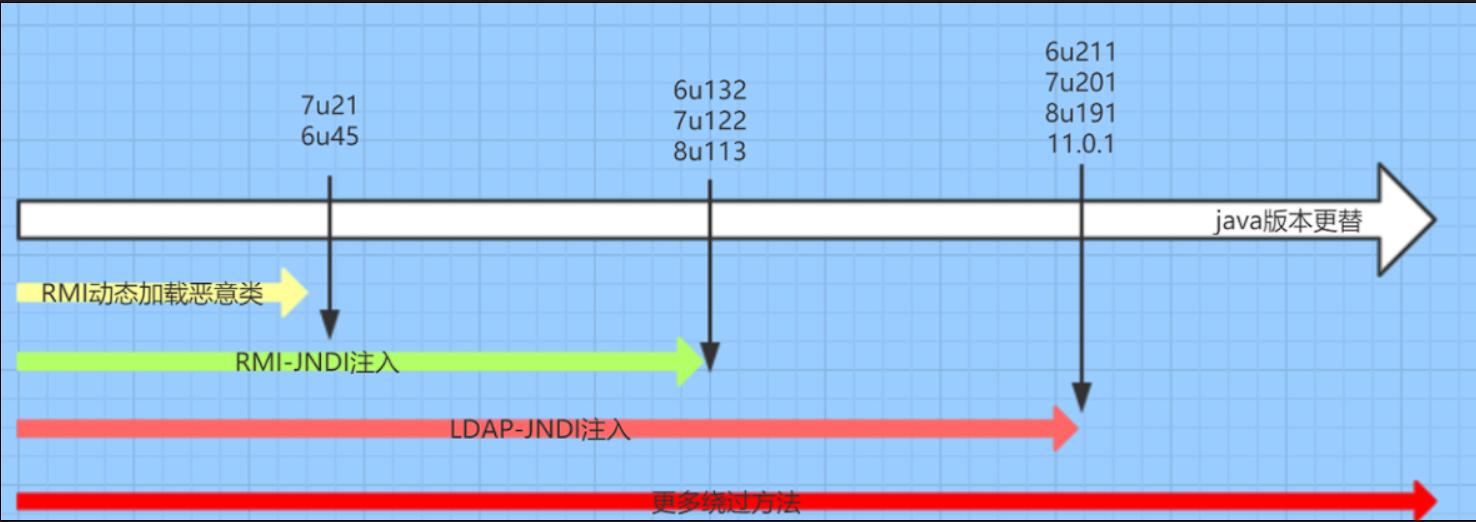 7u21
6u45
6u132
7u122
8u113
6u211
7u201
8u191
11.0.1
java版本更替
RMI动态加载恶意类
RMI-JNDI注入
LDAP-JNDI注入
更多绕过方法